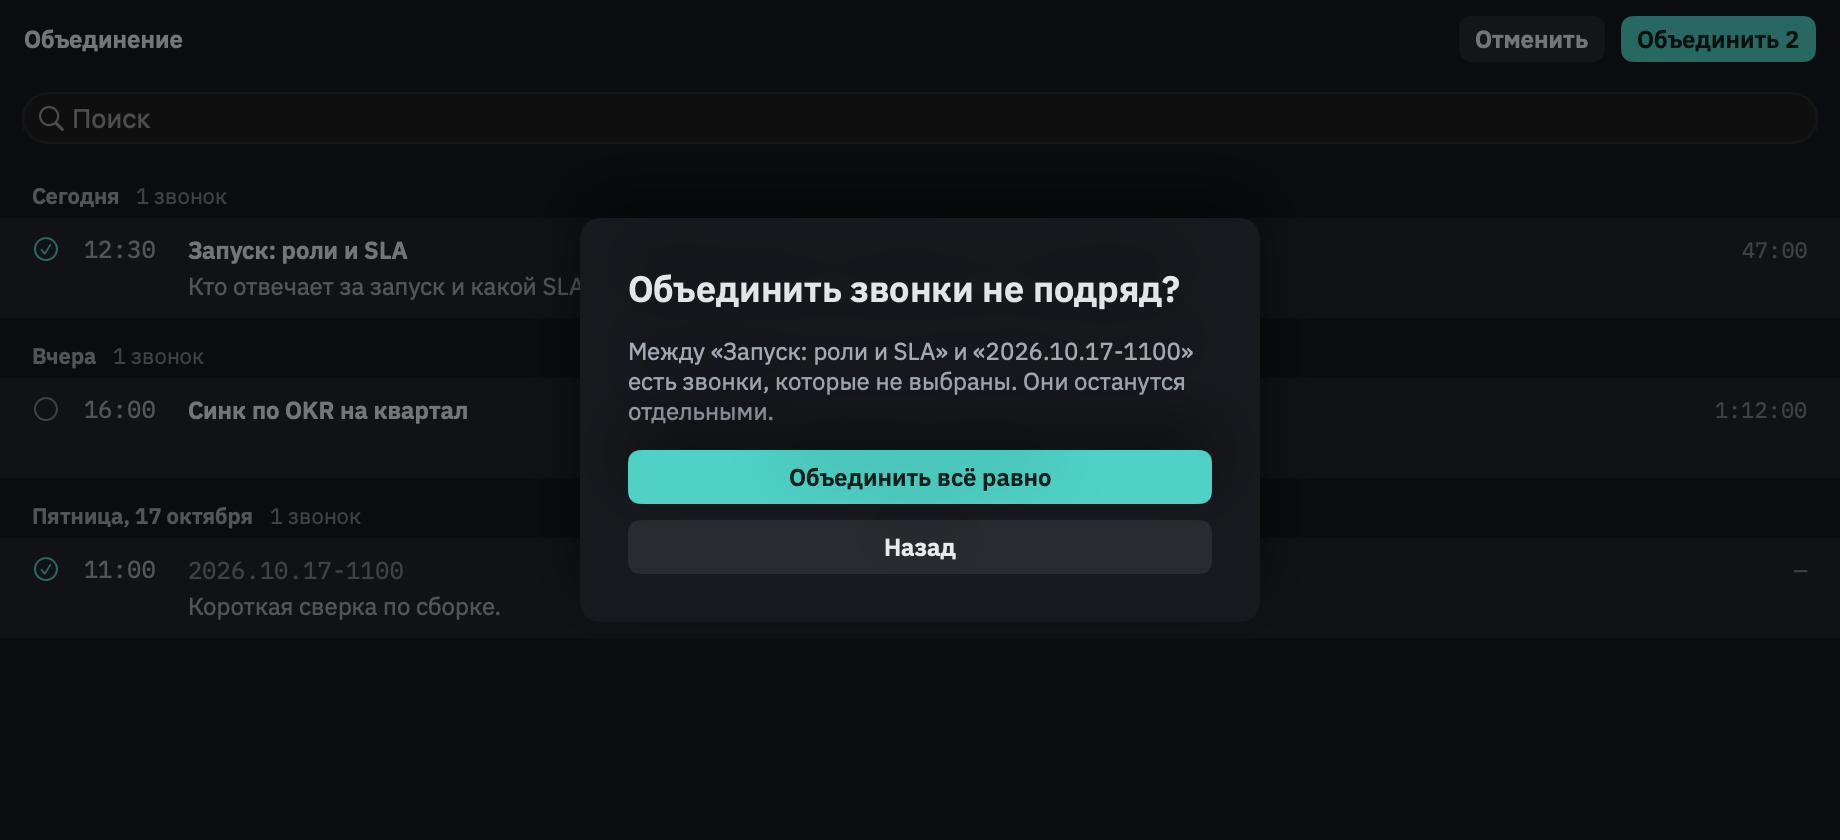 Объединение
Отменить
Объединить 2
Поиск
Сегодня 1 звонок
12:30 Запуск: роли и SLA 47:00
Кто отвечает за запуск и какой SLA
Вчера 1 звонок
16:00 Синк по OKR на квартал 1:12:00
Пятница, 17 октября 1 звонок
11:00 2026.10.17-1100 –
Короткая сверка по сборке.
Объединить звонки не подряд?
Между «Запуск: роли и SLA» и «2026.10.17-1100»
есть звонки, которые не выбраны. Они останутся
отдельными.
Объединить всё равно
Назад